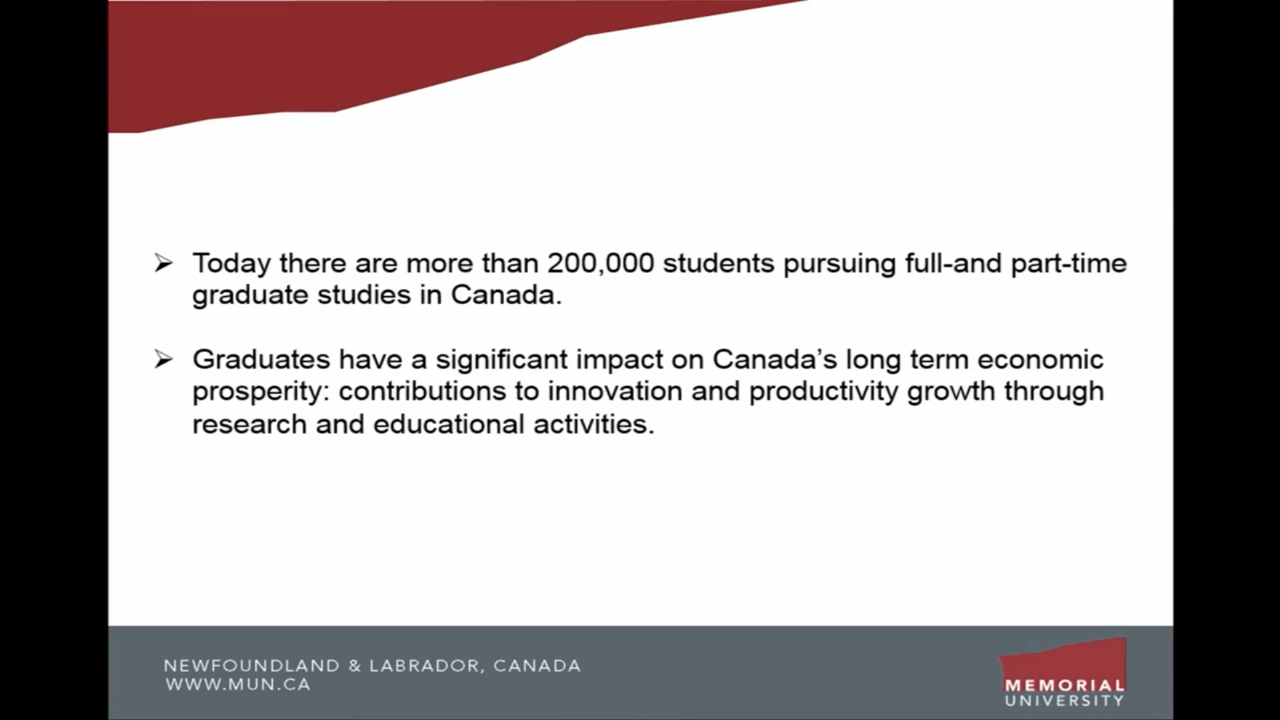 Today there are more than 200,000 students pursuing full-and part-time
graduate studies in Canada.
Graduates have a significant impact on Canada’s long term economic
prosperity: contributions to innovation and productivity growth through
research and educational activities.
NEWFOUNDLAND & LABRADOR, CANADA
WWW.MUN.CA
MEMORIAL
UNIVERSITY